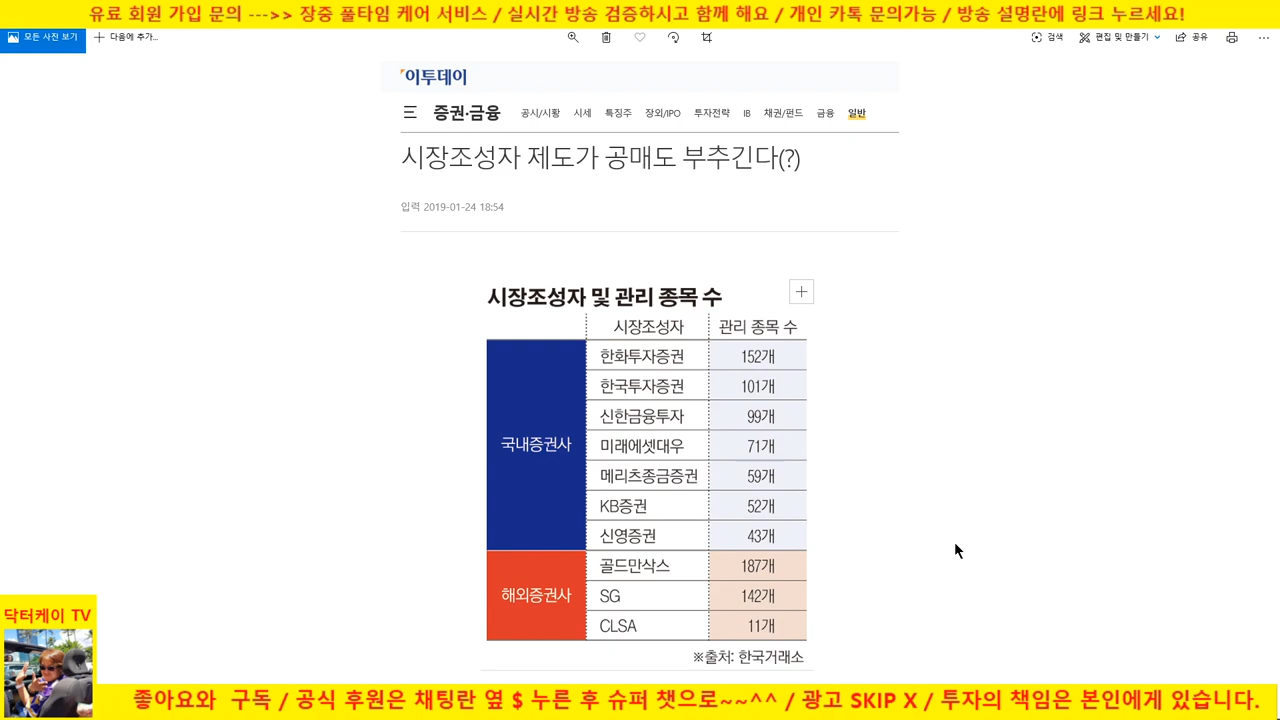 유료 회원 가입 문의 --->> 장중 풀타임 케어 서비스 / 실시간 방송 검증하시고 함께 해요 / 개인 카톡 문의가능 / 방송 설명란에 링크 누르세요!
모든 사진 보기 다음에 추가... 검색 편집 및 만들기 공유
이투데이
증권·금융 공시/시황 시세 특징주 장외/IPO 투자전략 IB 채권/펀드 금융 일반
시장조성자 제도가 공매도 부추긴다(?)
입력 2019-01-24 18:54
시장조성자 및 관리 종목 수
시장조성자 관리 종목 수
국내증권사
한화투자증권 152개
한국투자증권 101개
신한금융투자 99개
미래에셋대우 71개
메리츠종금증권 59개
KB증권 52개
신영증권 43개
해외증권사
골드만삭스 187개
SG 142개
CLSA 11개
※출처: 한국거래소
닥터케이 TV
좋아요와 구독 / 공식 후원은 채팅란 옆 $ 누른 후 슈퍼 챗으로~~^^ / 광고 SKIP X / 투자의 책임은 본인에게 있습니다.